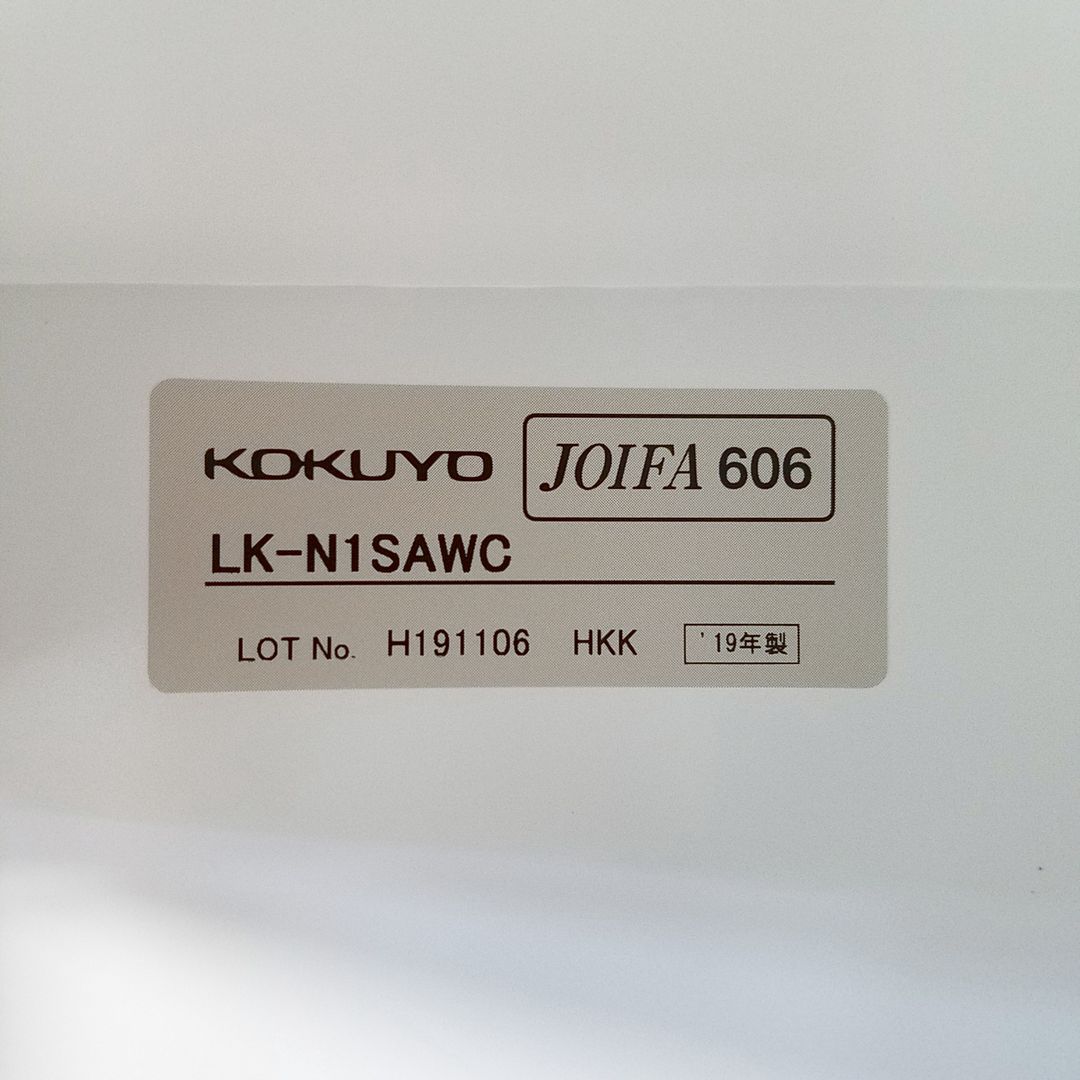 KOKUYO JOIFA 606
LK-N1SAWC
LOT No. H191106 HKK '19年製